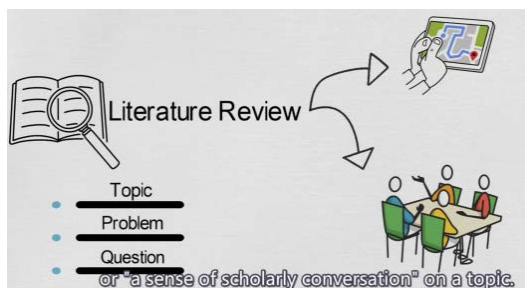 Literature Review
Topic
Problem
Question
or "a sense of scholarly conversation" on a topic.